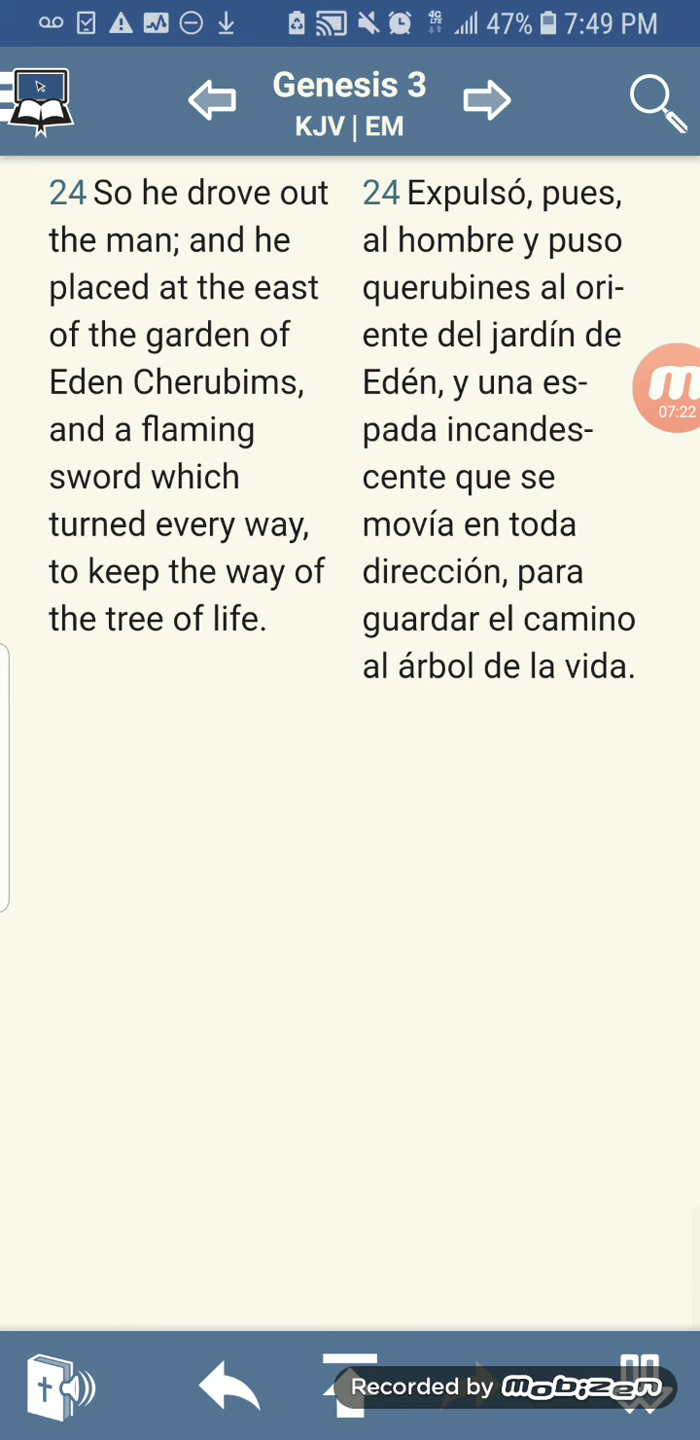 47% 7:49 PM
Genesis 3
KJV | EM
24 So he drove out
the man; and he
placed at the east
of the garden of
Eden Cherubims,
and a flaming
sword which
turned every way,
to keep the way of
the tree of life.
24 Expulsó, pues,
al hombre y puso
querubines al ori-
ente del jardín de
Edén, y una es-
pada incandes-
cente que se
movía en toda
dirección, para
guardar el camino
al árbol de la vida.
m
07:22
Recorded by mobizen